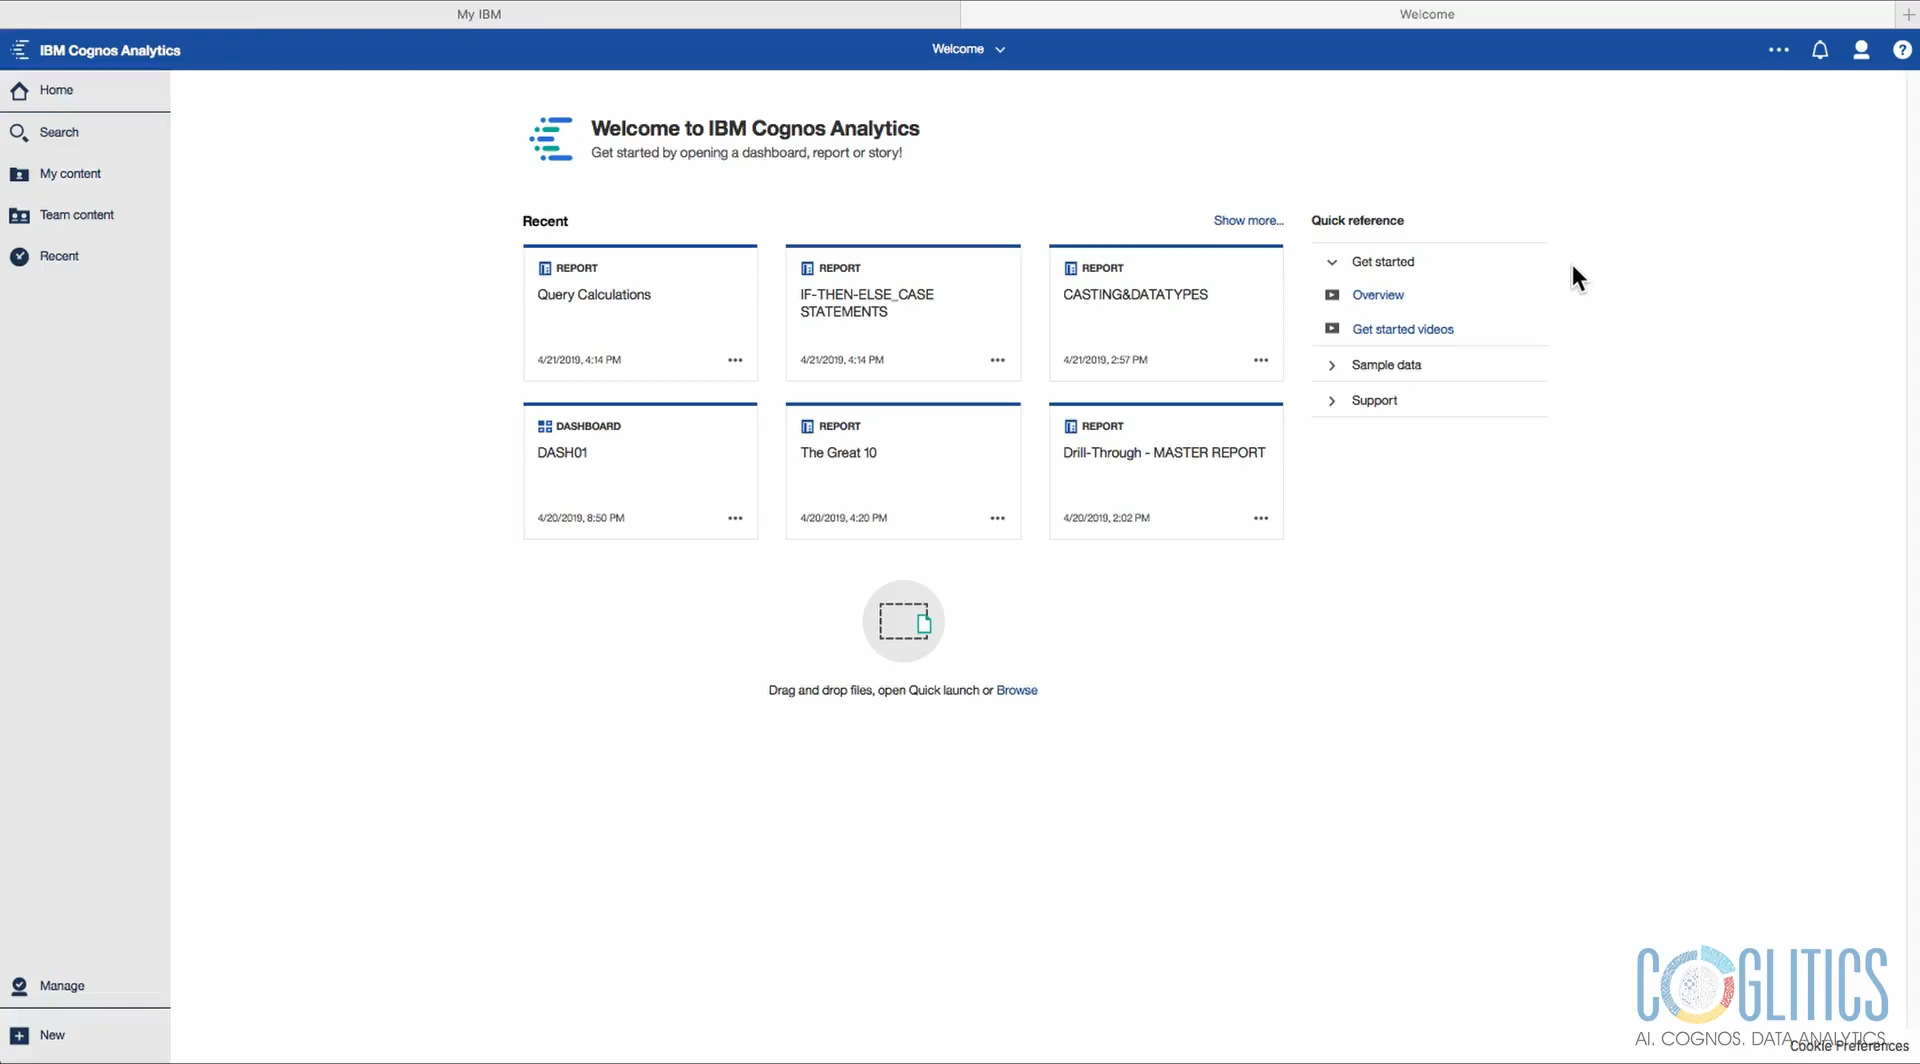 My IBM
Welcome
IBM Cognos Analytics
Welcome
Home
Search
My content
Team content
Recent
Welcome to IBM Cognos Analytics
Get started by opening a dashboard, report or story!
Recent
Show more...
REPORT
Query Calculations
4/21/2019, 4:14 PM
REPORT
IF-THEN-ELSE_CASE
STATEMENTS
4/21/2019, 4:14 PM
REPORT
CASTING&DATATYPES
4/21/2019, 2:57 PM
DASHBOARD
DASH01
4/20/2019, 8:50 PM
REPORT
The Great 10
4/20/2019, 4:20 PM
REPORT
Drill-Through - MASTER REPORT
4/20/2019, 2:02 PM
Quick reference
Get started
Overview
Get started videos
Sample data
Support
Drag and drop files, open Quick launch or Browse
Manage
New
COGLITICS
AI. COGNOS. DATA ANALYTICS.
Cookie Preferences